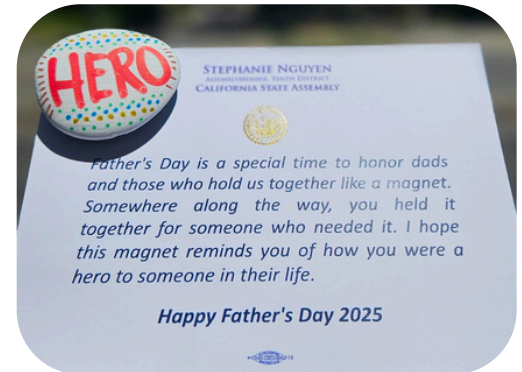 HERO
STEPHANIE NGUYEN
ASSEMBLYMEMBER, TENTH DISTRICT
CALIFORNIA STATE ASSEMBLY
Father's Day is a special time to honor dads
and those who hold us together like a magnet.
Somewhere along the way, you held it
together for someone who needed it. I hope
this magnet reminds you of how you were a
hero to someone in their life.
Happy Father's Day 2025